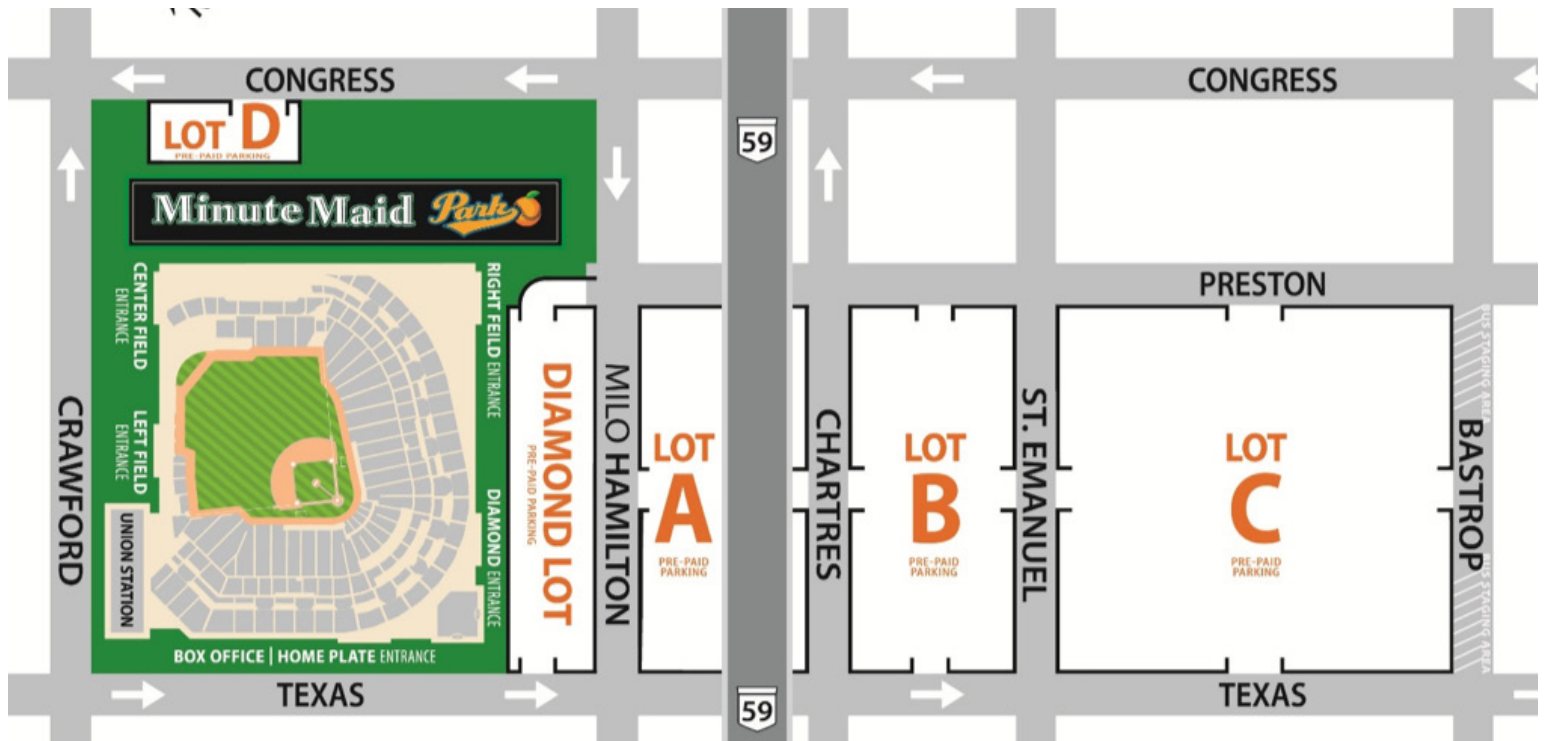 CONGRESS
CONGRESS
LOT D
PRE-PAID PARKING
59
Minute Maid Park
CENTER FIELD
ENTRANCE
RIGHT FEILD ENTRANCE
PRESTON
LEFT FIELD
ENTRANCE
DIAMOND ENTRANCE
UNION STATION
BOX OFFICE | HOME PLATE ENTRANCE
CRAWFORD
DIAMOND LOT
PRE-PAID PARKING
MILO HAMILTON
LOT
A
PRE-PAID
PARKING
CHARTRES
LOT
B
PRE-PAID
PARKING
ST. EMANUEL
LOT
C
PRE-PAID
PARKING
BASTROP
BUS STAGING AREA
BUS STAGING AREA
TEXAS
59
TEXAS